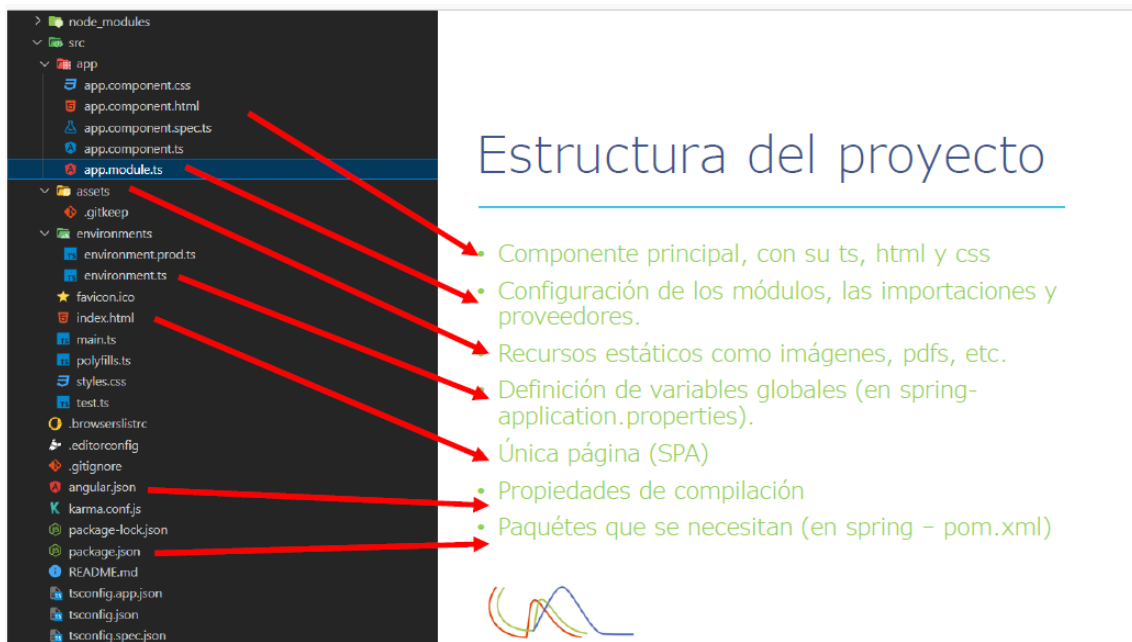 node_modules
src
app
app.component.css
app.component.html
app.component.spec.ts
app.component.ts
app.module.ts
assets
.gitkeep
environments
environment.prod.ts
environment.ts
favicon.ico
index.html
main.ts
polyfills.ts
styles.css
test.ts
.browserslistrc
.editorconfig
.gitignore
angular.json
karma.conf.js
package-lock.json
package.json
README.md
tsconfig.app.json
tsconfig.json
tsconfig.spec.json
Estructura del proyecto
• Componente principal, con su ts, html y css
• Configuración de los módulos, las importaciones y
proveedores.
• Recursos estáticos como imágenes, pdfs, etc.
• Definición de variables globales (en spring-
application.properties).
• Única página (SPA)
• Propiedades de compilación
• Paquétes que se necesitan (en spring – pom.xml)